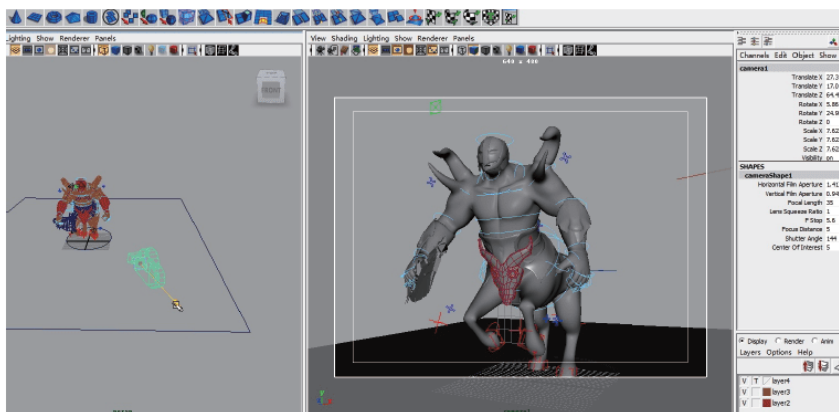 Lighting Show Renderer Panels
View Shading Lighting Show Renderer Panels
640 x 480
FRONT
Channels Edit Object Show
camera1
Translate X 27.3
Translate Y 17.0
Translate Z 64.4
Rotate X 5.86
Rotate Y 24.9
Rotate Z 0
Scale X 7.62
Scale Y 7.62
Scale Z 7.62
Visibility on
SHAPES
cameraShape1
Horizontal Film Aperture 1.41
Vertical Film Aperture 0.94
Focal Length 35
Lens Squeeze Ratio 1
F Stop 5.6
Focus Distance 5
Shutter Angle 144
Center Of Interest 5
Display Render Anim
Layers Options Help
V T layer4
V layer3
V layer2